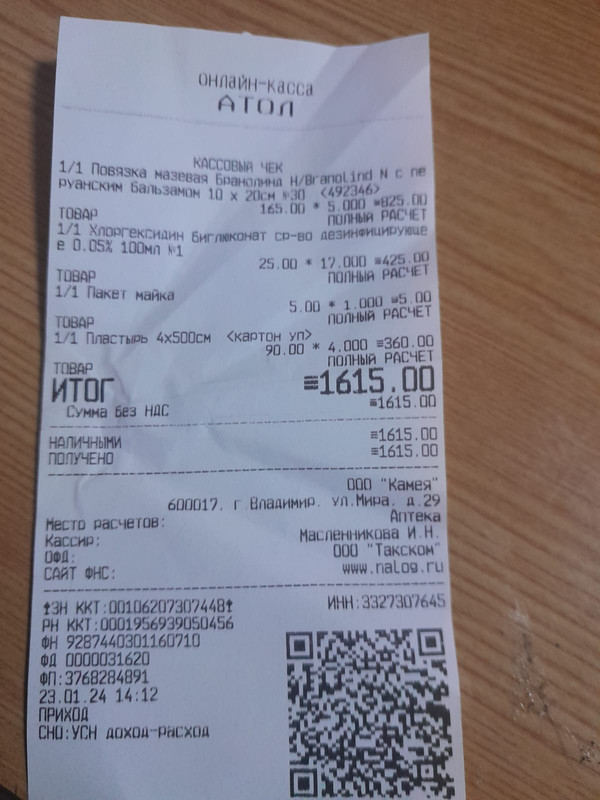 ОНЛАЙН-КАССА
АТОЛ
КАССОВЫЙ ЧЕК
1/1 Повязка мазевая Бранолинд Н/Branolind N с пе
руанским бальзамом 10 х 20см №30 <492346>
165.00 * 5.000 ≡825.00
ТОВАР ПОЛНЫЙ РАСЧЕТ
1/1 Хлоргексидин биглюконат ср-во дезинфицирующе
е 0.05% 100мл №1
25.00 * 17.000 ≡425.00
ТОВАР ПОЛНЫЙ РАСЧЕТ
1/1 Пакет майка
5.00 * 1.000 ≡5.00
ТОВАР ПОЛНЫЙ РАСЧЕТ
1/1 Пластырь 4х500см <картон уп>
90.00 * 4.000 ≡360.00
ТОВАР ПОЛНЫЙ РАСЧЕТ
ИТОГ ≡1615.00
Сумма без НДС ≡1615.00
НАЛИЧНЫМИ ≡1615.00
ПОЛУЧЕНО ≡1615.00
ООО "Камея"
600017, г.Владимир, ул.Мира, д.29
Место расчетов: Аптека
Кассир: Масленникова И.Н.
ОФД: ООО "Такском"
САЙТ ФНС: www.nalog.ru
ЗН ККТ:00106207307448 ИНН:3327307645
РН ККТ:0001956939050456
ФН 9287440301160710
ФД 0000031620
ФП:3768284891
23.01.24 14:12
ПРИХОД
СНО:УСН доход-расход